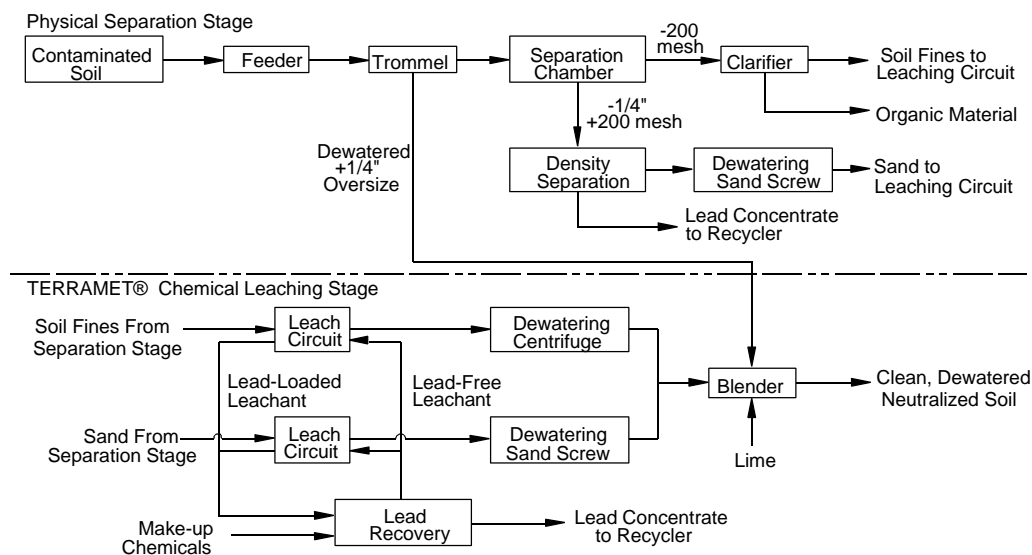 Physical Separation Stage
Contaminated
Soil
Feeder
Trommel
Separation
Chamber
-200
mesh
Clarifier
Soil Fines to
Leaching Circuit
Organic Material
-1/4"
+200 mesh
Dewatered
+1/4"
Oversize
Density
Separation
Dewatering
Sand Screw
Sand to
Leaching Circuit
Lead Concentrate
to Recycler
TERRAMET® Chemical Leaching Stage
Soil Fines From
Separation Stage
Leach
Circuit
Dewatering
Centrifuge
Lead-Loaded
Leachant
Lead-Free
Leachant
Blender
Clean, Dewatered
Neutralized Soil
Sand From
Separation Stage
Leach
Circuit
Dewatering
Sand Screw
Lime
Make-up
Chemicals
Lead
Recovery
Lead Concentrate
to Recycler